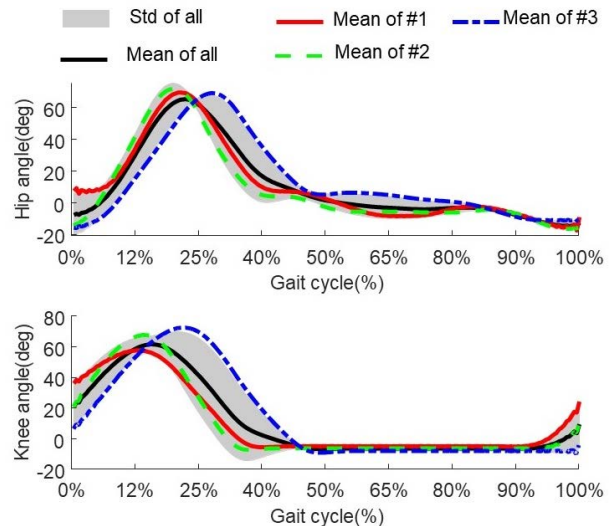 Std of all
Mean of #1
Mean of #3
Mean of all
Mean of #2
Hip angle(deg)
60
40
20
0
-20
0% 12% 25% 40% 50% 65% 80% 90% 100%
Gait cycle(%)
Knee angle(deg)
80
60
40
20
0
-20
0% 12% 25% 40% 50% 65% 80% 90% 100%
Gait cycle(%)